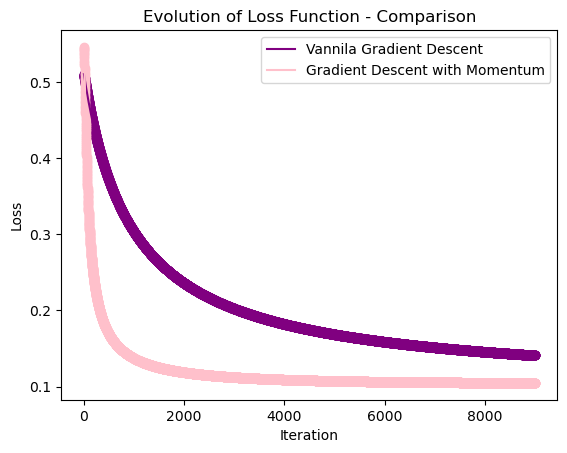 Evolution of Loss Function - Comparison
Vannila Gradient Descent
Gradient Descent with Momentum
0.5
0.4
0.3
0.2
0.1
Loss
0
2000
4000
6000
8000
Iteration